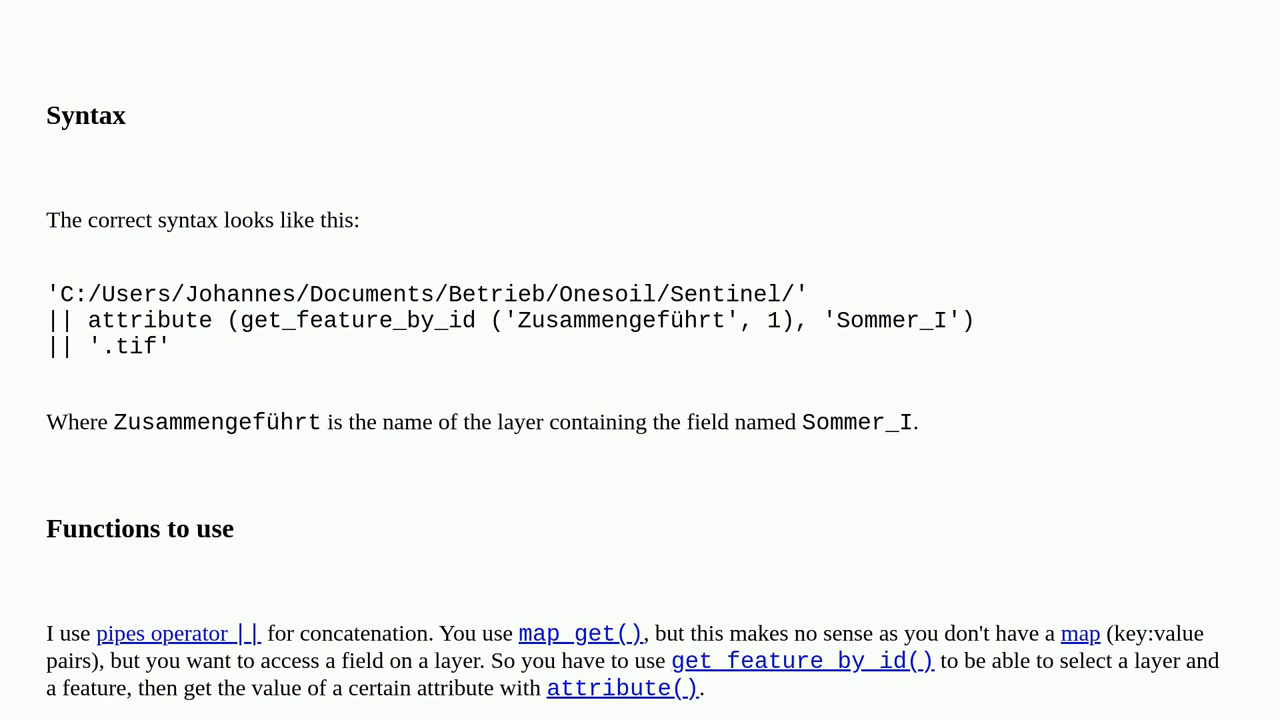 Syntax
The correct syntax looks like this:
'C:/Users/Johannes/Documents/Betrieb/Onesoil/Sentinel/'
|| attribute (get_feature_by_id ('Zusammengeführt', 1), 'Sommer_I')
|| '.tif'
Where Zusammengeführt is the name of the layer containing the field named Sommer_I.
Functions to use
I use pipes operator || for concatenation. You use map_get(), but this makes no sense as you don't have a map (key:value
pairs), but you want to access a field on a layer. So you have to use get_feature_by_id() to be able to select a layer and
a feature, then get the value of a certain attribute with attribute().